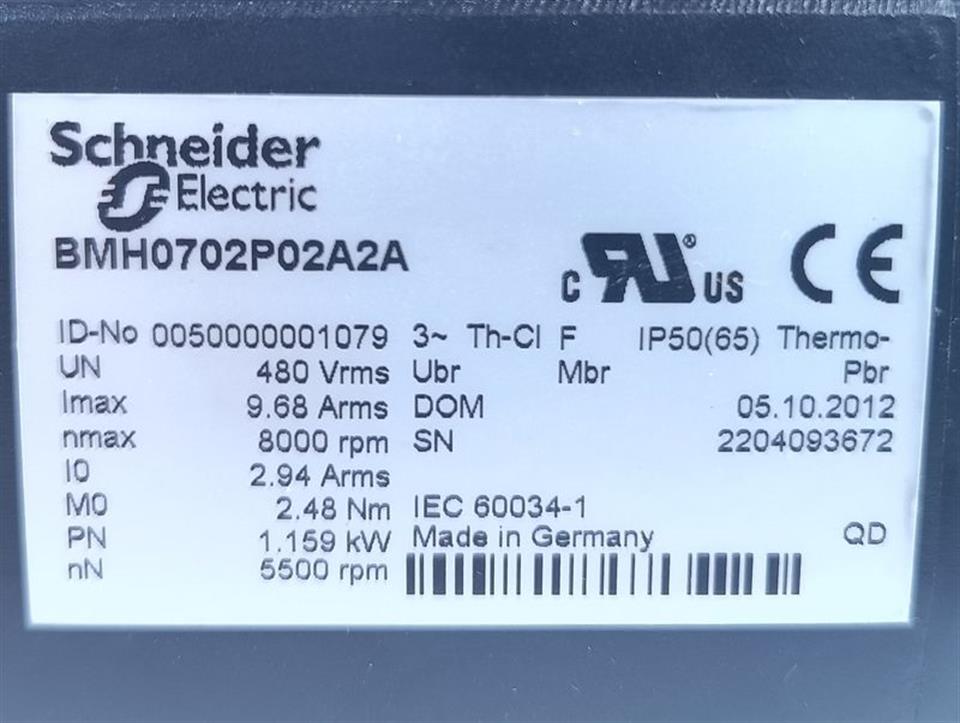 Schneider
Electric
BMH0702P02A2A
c RU ® US CE
ID-No 0050000001079 3~ Th-Cl F IP50(65) Thermo-
UN 480 Vrms Ubr Mbr Pbr
Imax 9.68 Arms DOM 05.10.2012
nmax 8000 rpm SN 2204093672
I0 2.94 Arms
M0 2.48 Nm IEC 60034-1
PN 1.159 kW Made in Germany QD
nN 5500 rpm